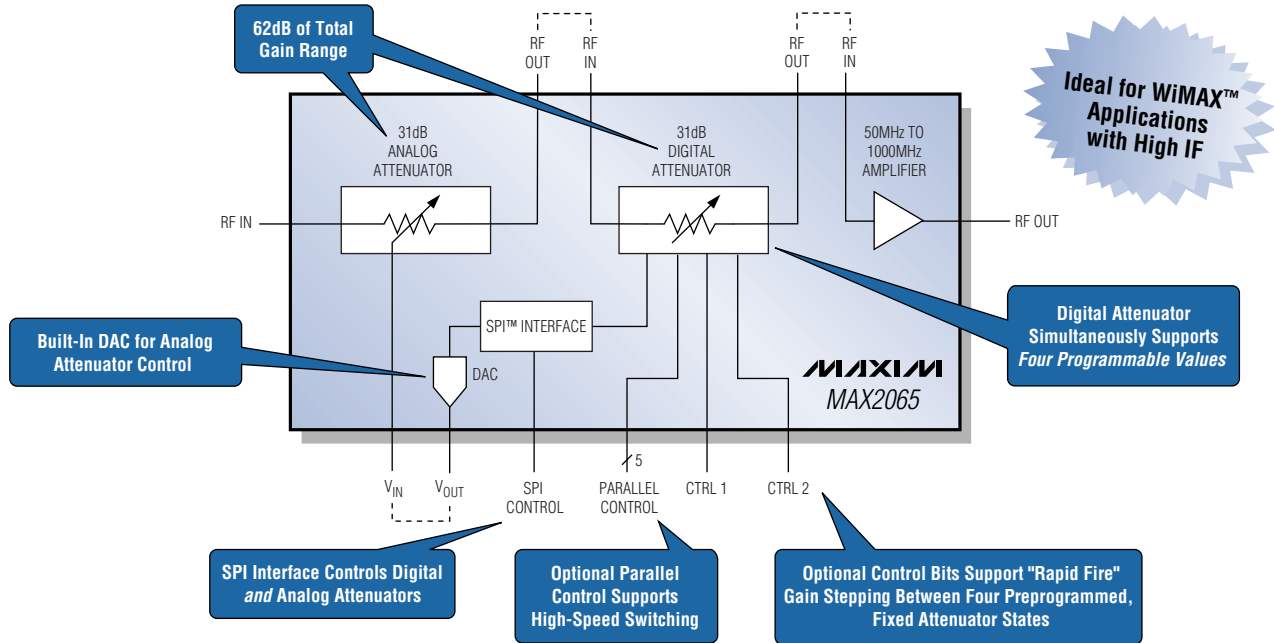 62dB of Total
Gain Range
RF
OUT
RF
IN
RF
OUT
RF
IN
Ideal for WiMAX™
Applications
with High IF
31dB
ANALOG
ATTENUATOR
31dB
DIGITAL
ATTENUATOR
50MHz TO
1000MHz
AMPLIFIER
RF IN
RF OUT
Built-In DAC for Analog
Attenuator Control
SPI™ INTERFACE
DAC
Digital Attenuator
Simultaneously Supports
Four Programmable Values
MAXIM
MAX2065
5
VIN
VOUT
SPI
CONTROL
PARALLEL
CONTROL
CTRL 1
CTRL 2
SPI Interface Controls Digital
and Analog Attenuators
Optional Parallel
Control Supports
High-Speed Switching
Optional Control Bits Support "Rapid Fire"
Gain Stepping Between Four Preprogrammed,
Fixed Attenuator States